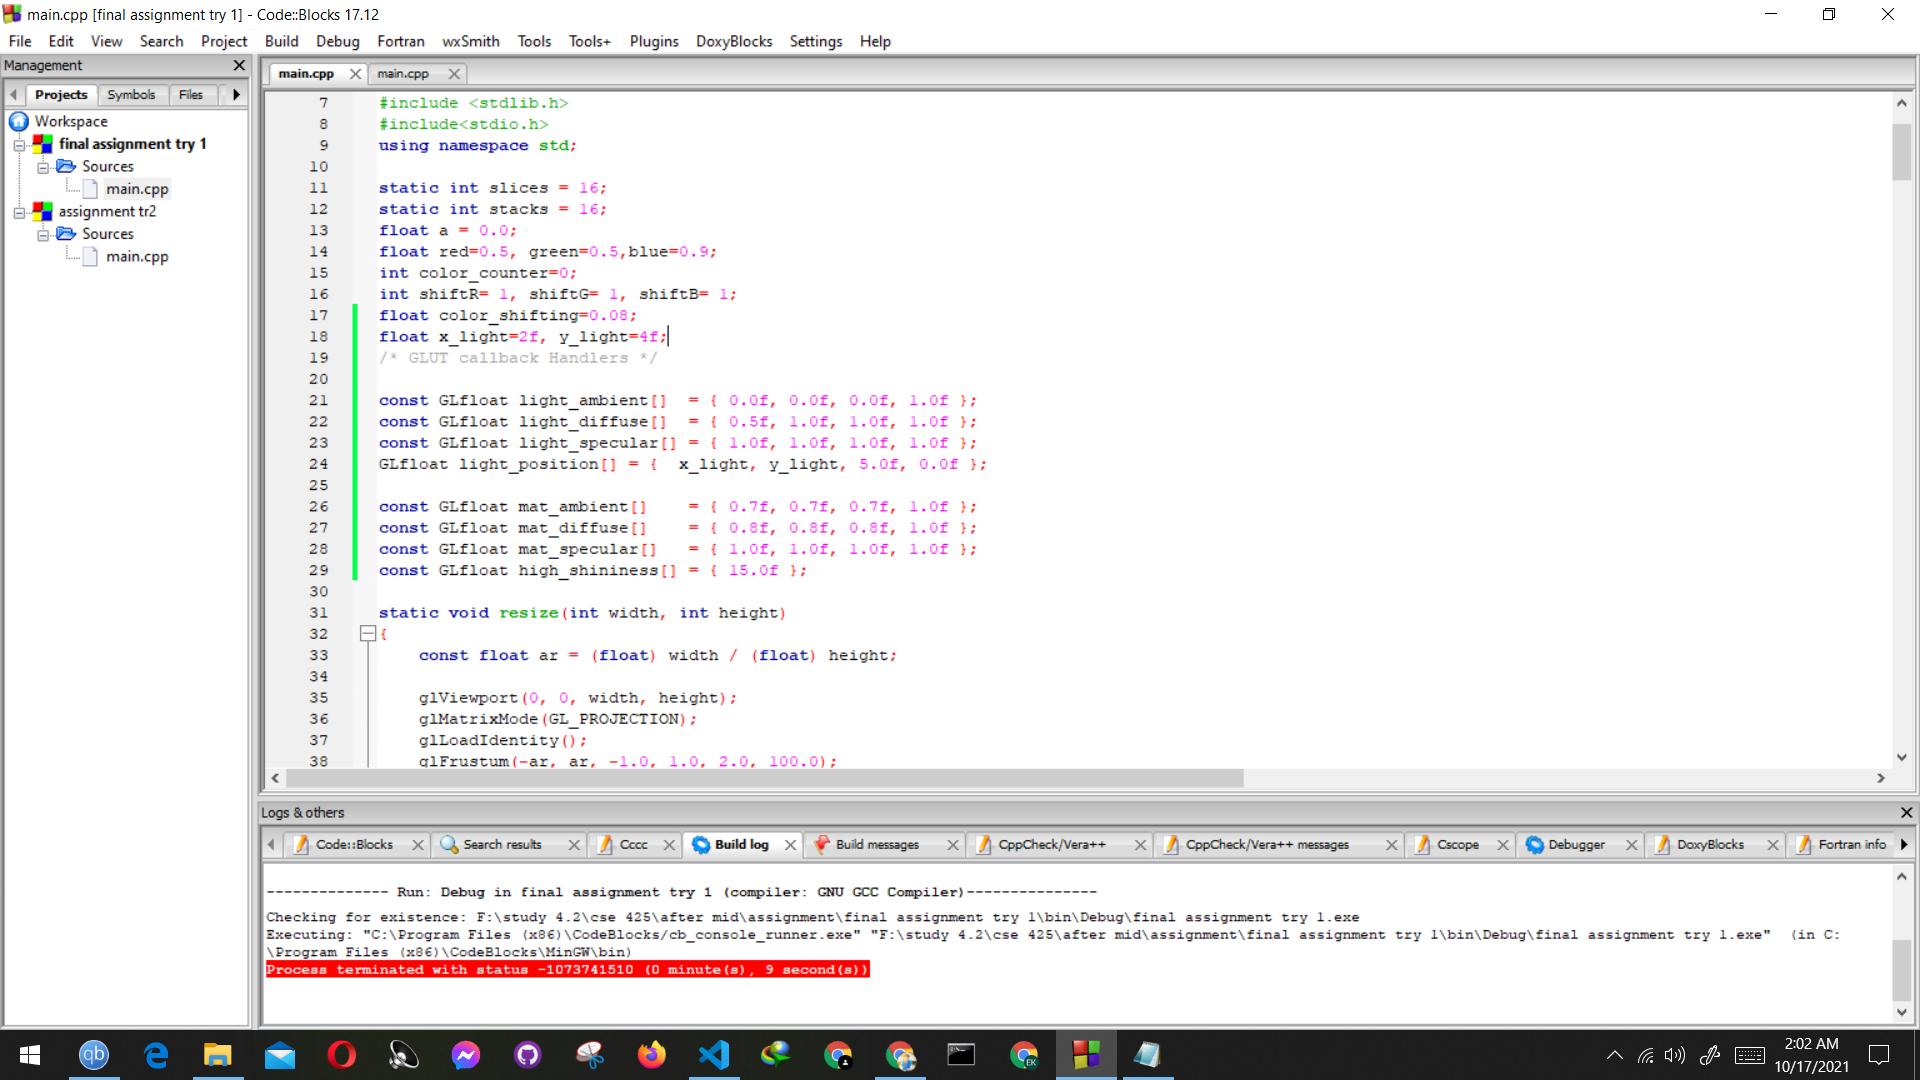 main.cpp [final assignment try 1] - Code::Blocks 17.12
File Edit View Search Project Build Debug Fortran wxSmith Tools Tools+ Plugins DoxyBlocks Settings Help
Management
Projects Symbols Files
Workspace
final assignment try 1
Sources
main.cpp
assignment tr2
Sources
main.cpp
main.cpp main.cpp
7 #include <stdlib.h>
8 #include<stdio.h>
9 using namespace std;
10
11 static int slices = 16;
12 static int stacks = 16;
13 float a = 0.0;
14 float red=0.5, green=0.5,blue=0.9;
15 int color_counter=0;
16 int shiftR= 1, shiftG= 1, shiftB= 1;
17 float color_shifting=0.08;
18 float x_light=2f, y_light=4f;
19 /* GLUT callback Handlers */
20
21 const GLfloat light_ambient[]  = { 0.0f, 0.0f, 0.0f, 1.0f };
22 const GLfloat light_diffuse[]  = { 0.5f, 1.0f, 1.0f, 1.0f };
23 const GLfloat light_specular[] = { 1.0f, 1.0f, 1.0f, 1.0f };
24 GLfloat light_position[] = {  x_light, y_light, 5.0f, 0.0f };
25
26 const GLfloat mat_ambient[]    = { 0.7f, 0.7f, 0.7f, 1.0f };
27 const GLfloat mat_diffuse[]    = { 0.8f, 0.8f, 0.8f, 1.0f };
28 const GLfloat mat_specular[]   = { 1.0f, 1.0f, 1.0f, 1.0f };
29 const GLfloat high_shininess[] = { 15.0f };
30
31 static void resize(int width, int height)
32 {
33     const float ar = (float) width / (float) height;
34
35     glViewport(0, 0, width, height);
36     glMatrixMode(GL_PROJECTION);
37     glLoadIdentity();
38     glFrustum(-ar, ar, -1.0, 1.0, 2.0, 100.0);
Logs & others
Code::Blocks Search results Cccc Build log Build messages CppCheck/Vera++ CppCheck/Vera++ messages Cscope Debugger DoxyBlocks Fortran info
-------------- Run: Debug in final assignment try 1 (compiler: GNU GCC Compiler)---------------
Checking for existence: F:\study 4.2\cse 425\after mid\assignment\final assignment try 1\bin\Debug\final assignment try 1.exe
Executing: "C:\Program Files (x86)\CodeBlocks/cb_console_runner.exe" "F:\study 4.2\cse 425\after mid\assignment\final assignment try 1\bin\Debug\final assignment try 1.exe"  (in C:
\Program Files (x86)\CodeBlocks\MinGW\bin)
Process terminated with status -1073741510 (0 minute(s), 9 second(s))
qb
EK
2:02 AM
10/17/2021